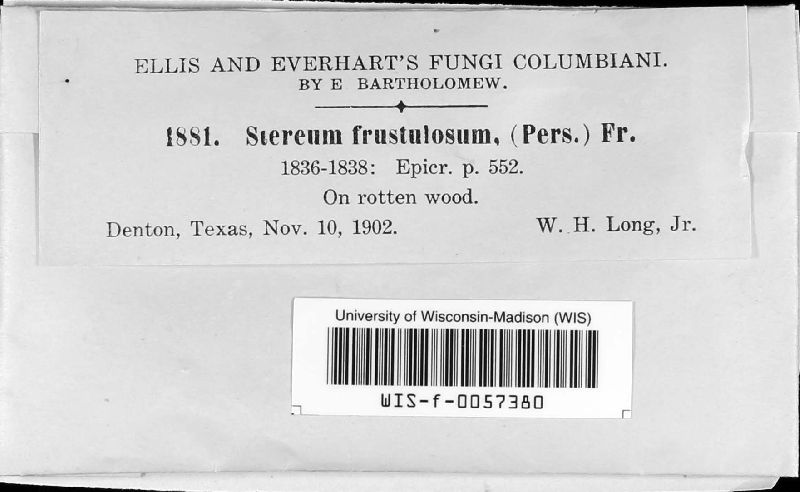 ELLIS AND EVERHART'S FUNGI COLUMBIANI.
BY E BARTHOLOMEW.
1881. Stereum frustulosum, (Pers.) Fr.
1836-1838: Epicr. p. 552.
On rotten wood.
Denton, Texas, Nov. 10, 1902. W. H. Long, Jr.
University of Wisconsin-Madison (WIS)
WIS-f-0057380